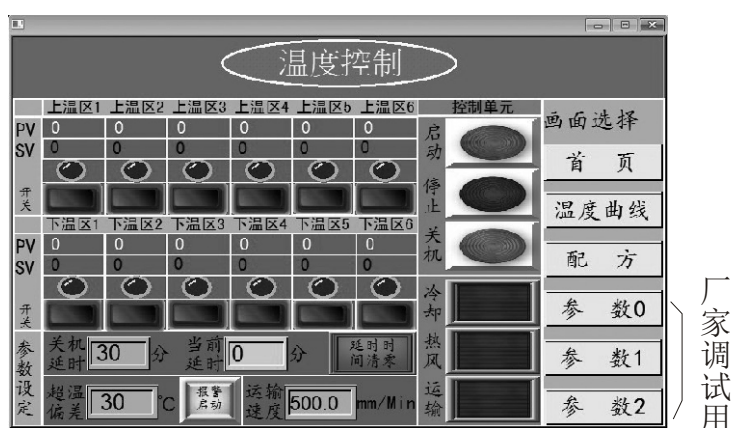 温度控制
上温区1 上温区2 上温区3 上温区4 上温区5 上温区6 控制单元 画面选择
PV 0 0 0 0 0 0
SV 0 0 0 0 0 0
开关
启动
停止
关机
下温区1 下温区2 下温区3 下温区4 下温区5 下温区6
PV 0 0 0 0 0 0
SV 0 0 0 0 0 0
开关
冷却
热风
运输
参数设定
关机延时 30 分 当前延时 0 分 延时时间清零
超温偏差 30 ℃ 报警启动 运输速度 500.0 mm/Min
首 页
温度曲线
配 方
参 数0
参 数1
参 数2
厂家调试用